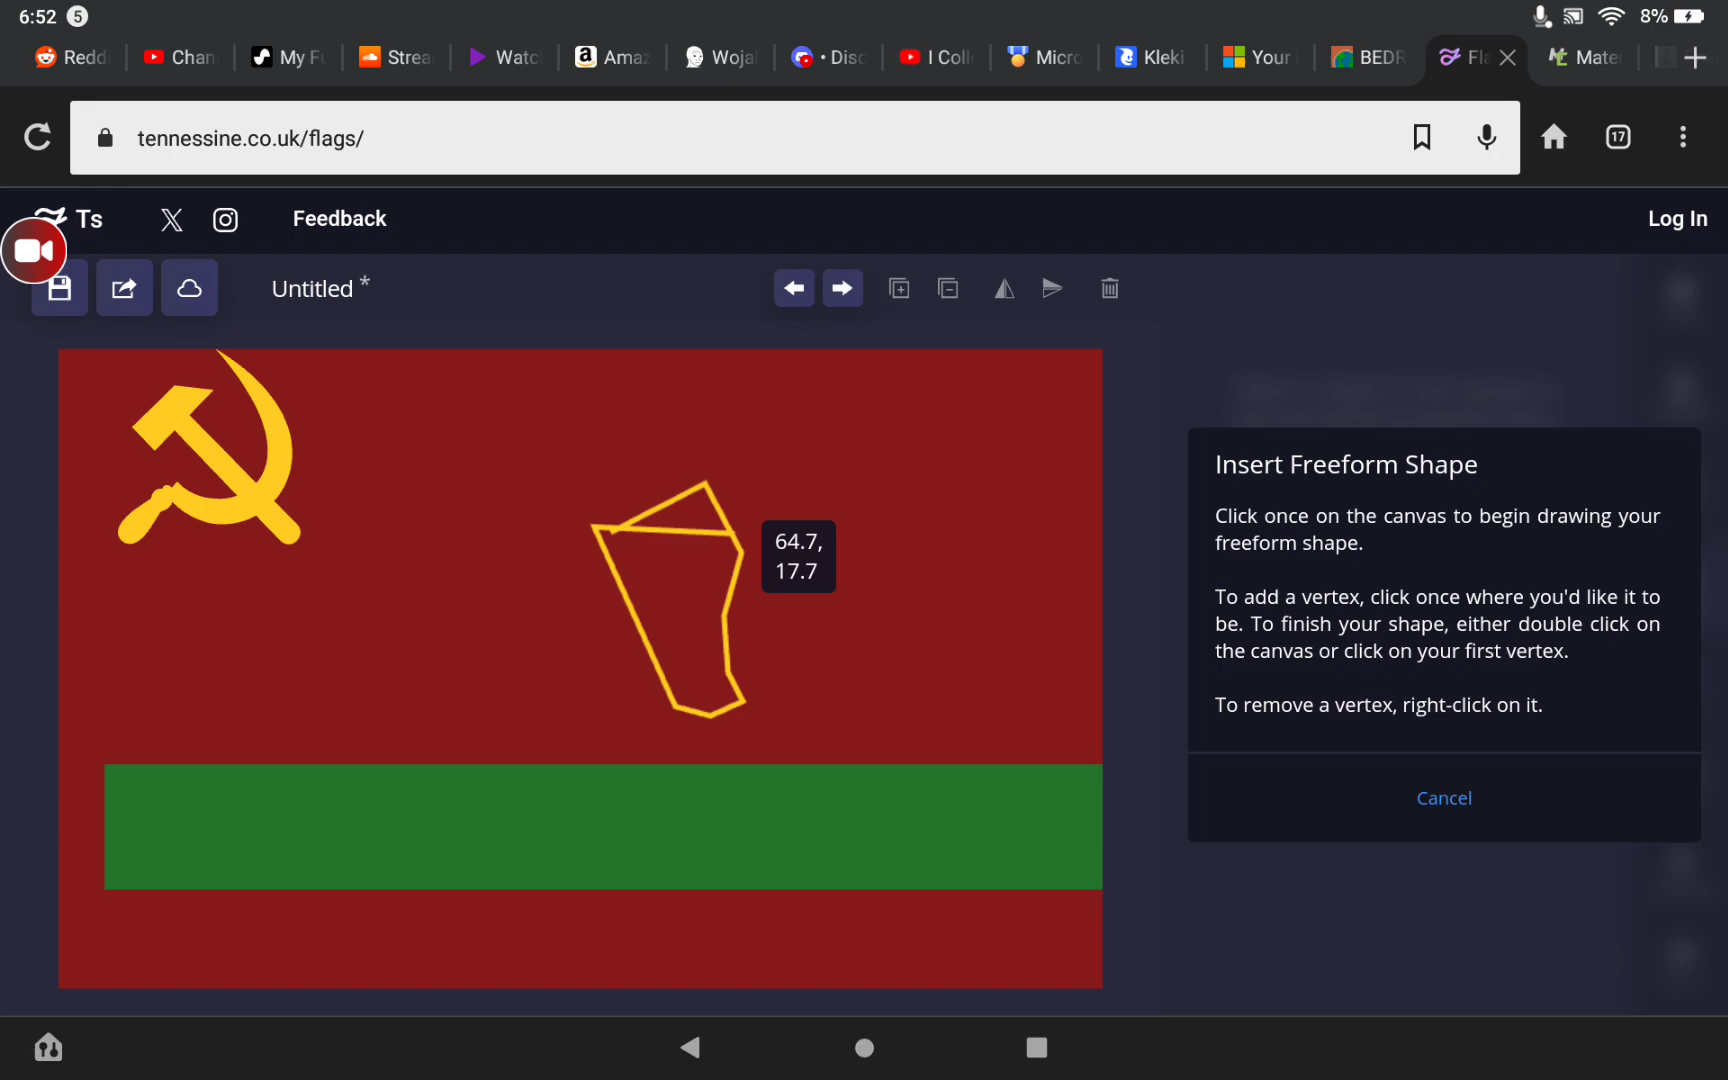 6:52 5 8%
Redd Chan My Fu Strea Watc Amaz Woja • Disc I Coll Micro Kleki Your BEDR Fla Mate
tennessine.co.uk/flags/ 17
Ts Feedback Log In
Untitled *
Insert Freeform Shape
Click once on the canvas to begin drawing your
freeform shape.
64.7,
17.7
To add a vertex, click once where you'd like it to
be. To finish your shape, either double click on
the canvas or click on your first vertex.
To remove a vertex, right-click on it.
Cancel